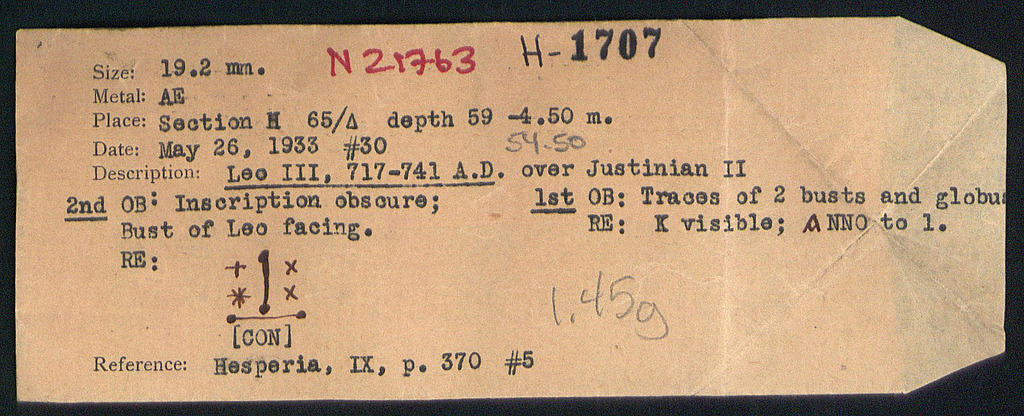 N 21763 H-1707
Size: 19.2 mm.
Metal: AE
Place: Section H 65/Δ depth 59 -4.50 m.
Date: May 26, 1933 #30 54.50
Description: Leo III, 717-741 A.D. over Justinian II
2nd OB: Inscription obscure; 1st OB: Traces of 2 busts and globus
Bust of Leo facing. RE: K visible; ANNO to l.
RE: + I x
* x
[CON]
1.45g
Reference: Hesperia, IX, p. 370 #5